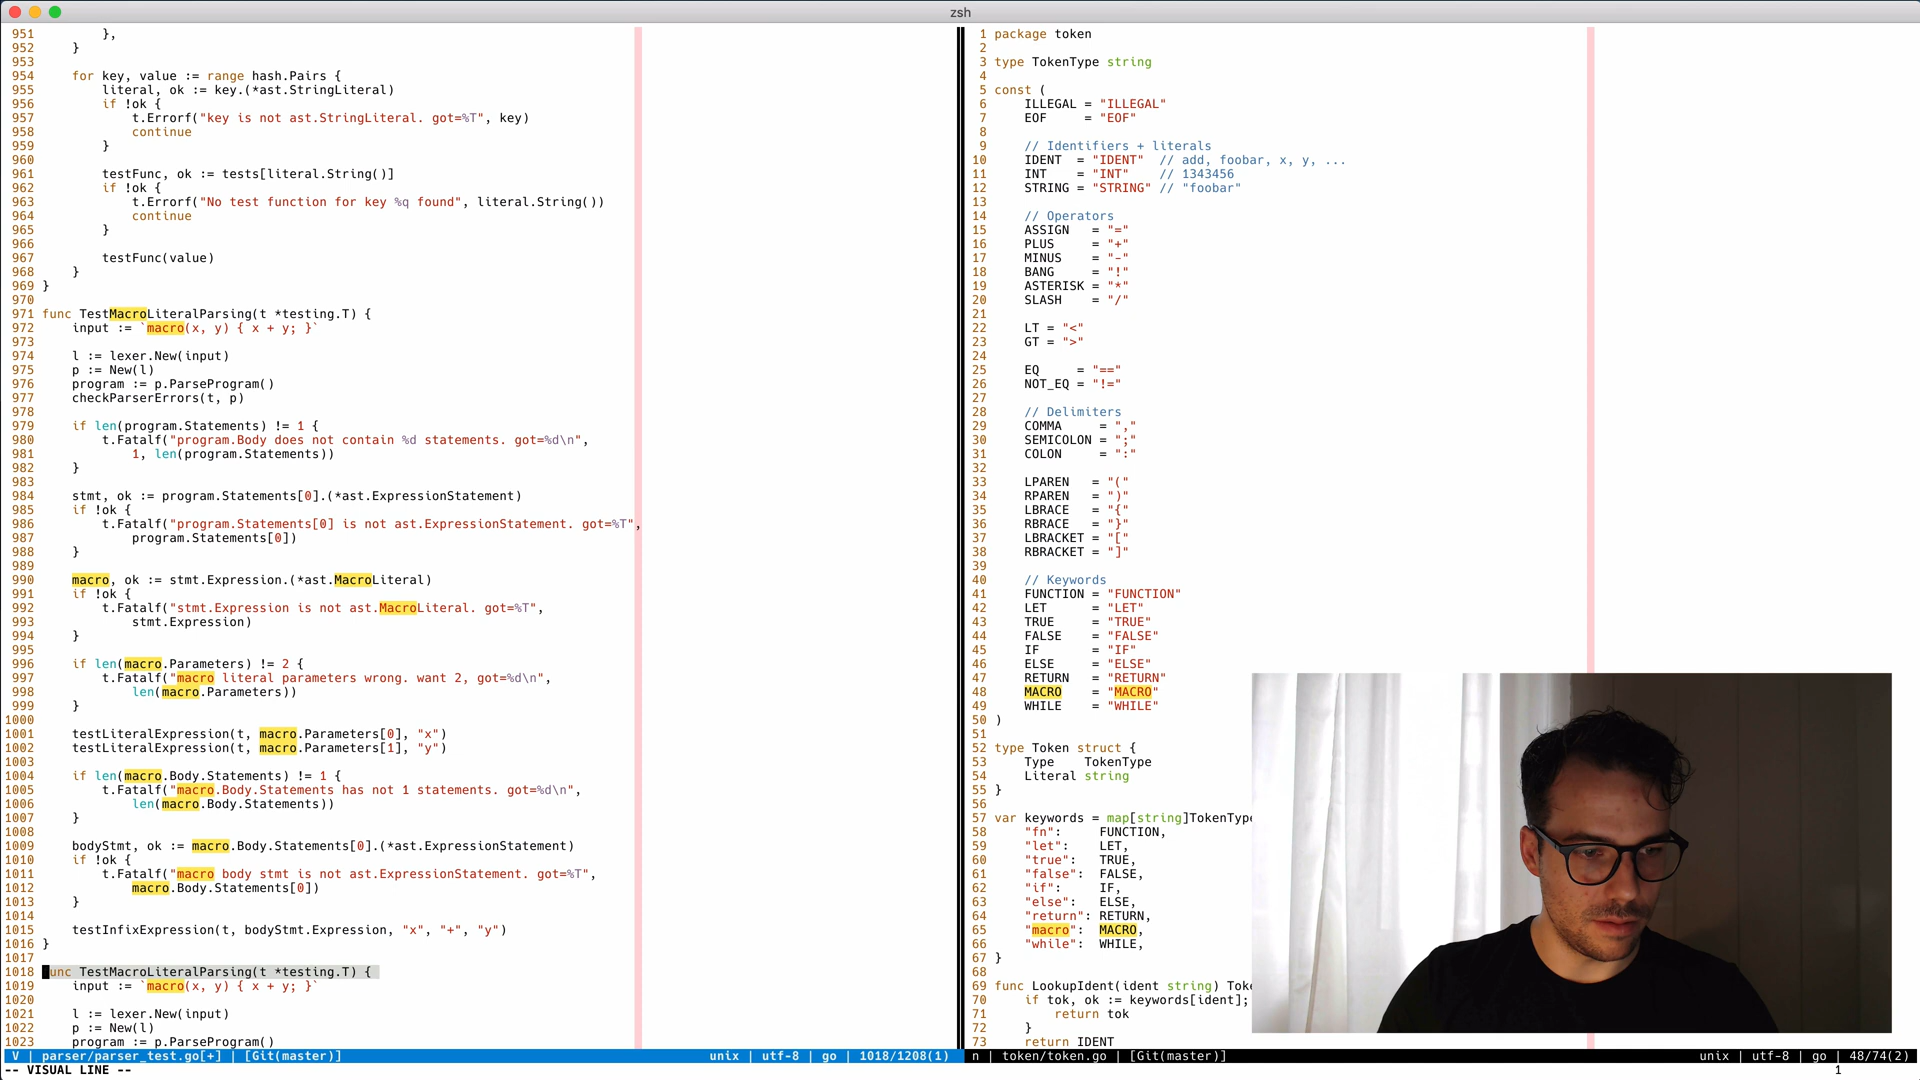 zsh
951         },
952     }
953
954     for key, value := range hash.Pairs {
955         literal, ok := key.(*ast.StringLiteral)
956         if !ok {
957             t.Errorf("key is not ast.StringLiteral. got=%T", key)
958             continue
959         }
960
961         testFunc, ok := tests[literal.String()]
962         if !ok {
963             t.Errorf("No test function for key %q found", literal.String())
964             continue
965         }
966
967         testFunc(value)
968     }
969 }
970
971 func TestMacroLiteralParsing(t *testing.T) {
972     input := `macro(x, y) { x + y; }`
973
974     l := lexer.New(input)
975     p := New(l)
976     program := p.ParseProgram()
977     checkParserErrors(t, p)
978
979     if len(program.Statements) != 1 {
980         t.Fatalf("program.Body does not contain %d statements. got=%d\n",
981             1, len(program.Statements))
982     }
983
984     stmt, ok := program.Statements[0].(*ast.ExpressionStatement)
985     if !ok {
986         t.Fatalf("program.Statements[0] is not ast.ExpressionStatement. got=%T",
987             program.Statements[0])
988     }
989
990     macro, ok := stmt.Expression.(*ast.MacroLiteral)
991     if !ok {
992         t.Fatalf("stmt.Expression is not ast.MacroLiteral. got=%T",
993             stmt.Expression)
994     }
995
996     if len(macro.Parameters) != 2 {
997         t.Fatalf("macro literal parameters wrong. want 2, got=%d\n",
998             len(macro.Parameters))
999     }
1000
1001     testLiteralExpression(t, macro.Parameters[0], "x")
1002     testLiteralExpression(t, macro.Parameters[1], "y")
1003
1004     if len(macro.Body.Statements) != 1 {
1005         t.Fatalf("macro.Body.Statements has not 1 statements. got=%d\n",
1006             len(macro.Body.Statements))
1007     }
1008
1009     bodyStmt, ok := macro.Body.Statements[0].(*ast.ExpressionStatement)
1010     if !ok {
1011         t.Fatalf("macro body stmt is not ast.ExpressionStatement. got=%T",
1012             macro.Body.Statements[0])
1013     }
1014
1015     testInfixExpression(t, bodyStmt.Expression, "x", "+", "y")
1016 }
1017
1018 unc TestMacroLiteralParsing(t *testing.T) {
1019     input := `macro(x, y) { x + y; }`
1020
1021     l := lexer.New(input)
1022     p := New(l)
1023     program := p.ParseProgram()
V | parser/parser_test.go[+] | [Git(master)] unix | utf-8 | go | 1018/1208(1)
-- VISUAL LINE --
1 package token
2
3 type TokenType string
4
5 const (
6     ILLEGAL = "ILLEGAL"
7     EOF     = "EOF"
8
9     // Identifiers + literals
10     IDENT  = "IDENT"  // add, foobar, x, y, ...
11     INT    = "INT"    // 1343456
12     STRING = "STRING" // "foobar"
13
14     // Operators
15     ASSIGN   = "="
16     PLUS     = "+"
17     MINUS    = "-"
18     BANG     = "!"
19     ASTERISK = "*"
20     SLASH    = "/"
21
22     LT = "<"
23     GT = ">"
24
25     EQ     = "=="
26     NOT_EQ = "!="
27
28     // Delimiters
29     COMMA     = ","
30     SEMICOLON = ";"
31     COLON     = ":"
32
33     LPAREN   = "("
34     RPAREN   = ")"
35     LBRACE   = "{"
36     RBRACE   = "}"
37     LBRACKET = "["
38     RBRACKET = "]"
39
40     // Keywords
41     FUNCTION = "FUNCTION"
42     LET      = "LET"
43     TRUE     = "TRUE"
44     FALSE    = "FALSE"
45     IF       = "IF"
46     ELSE     = "ELSE"
47     RETURN   = "RETURN"
48     MACRO    = "MACRO"
49     WHILE    = "WHILE"
50 )
51
52 type Token struct {
53     Type    TokenType
54     Literal string
55 }
56
57 var keywords = map[string]TokenType
58     "fn":     FUNCTION,
59     "let":    LET,
60     "true":   TRUE,
61     "false":  FALSE,
62     "if":     IF,
63     "else":   ELSE,
64     "return": RETURN,
65     "macro":  MACRO,
66     "while":  WHILE,
67 }
68
69 func LookupIdent(ident string) Toke
70     if tok, ok := keywords[ident];
71         return tok
72     }
73     return IDENT
n | token/token.go | [Git(master)] unix | utf-8 | go | 48/74(2)
1